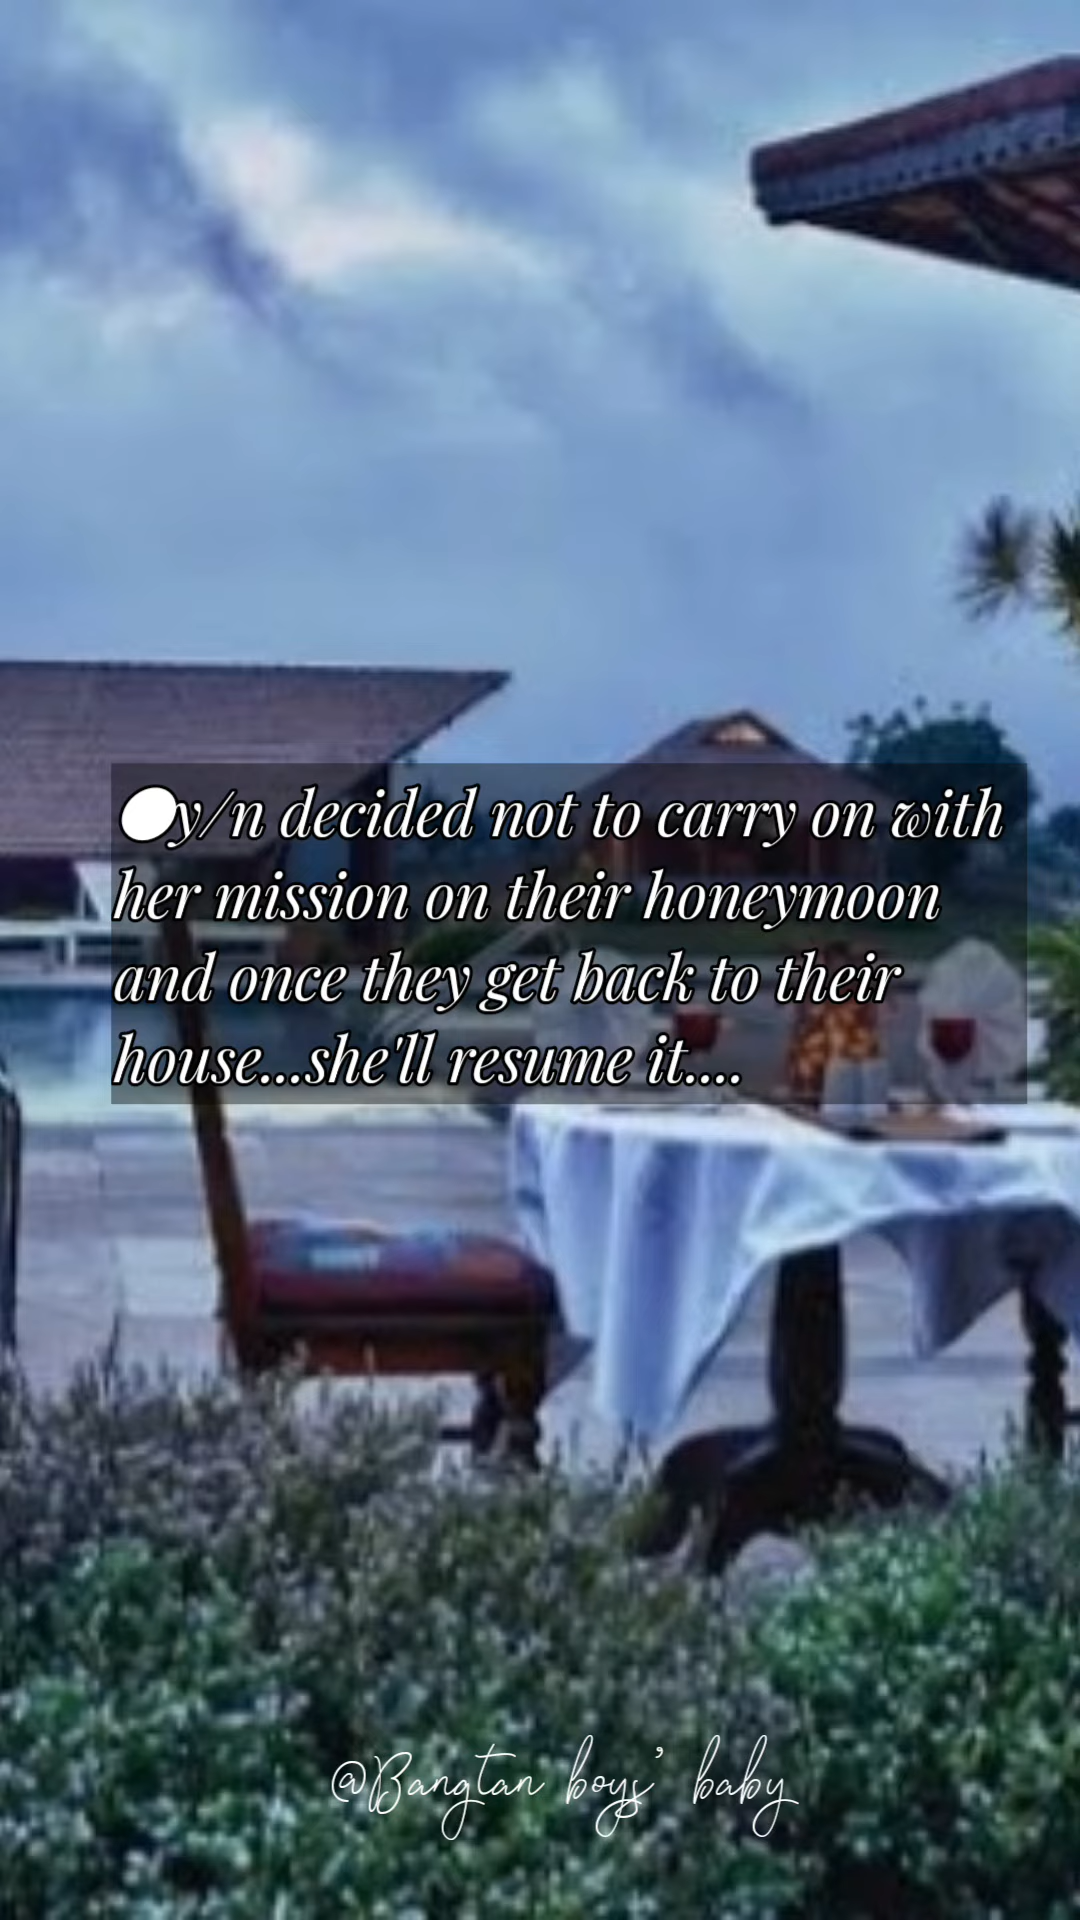 ●y/n decided not to carry on with
her mission on their honeymoon
and once they get back to their
house...she'll resume it....
@Bangtan boys' baby